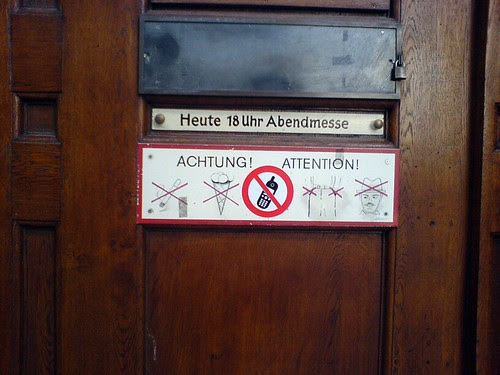 Heute 18 Uhr Abendmesse
ACHTUNG! ATTENTION!